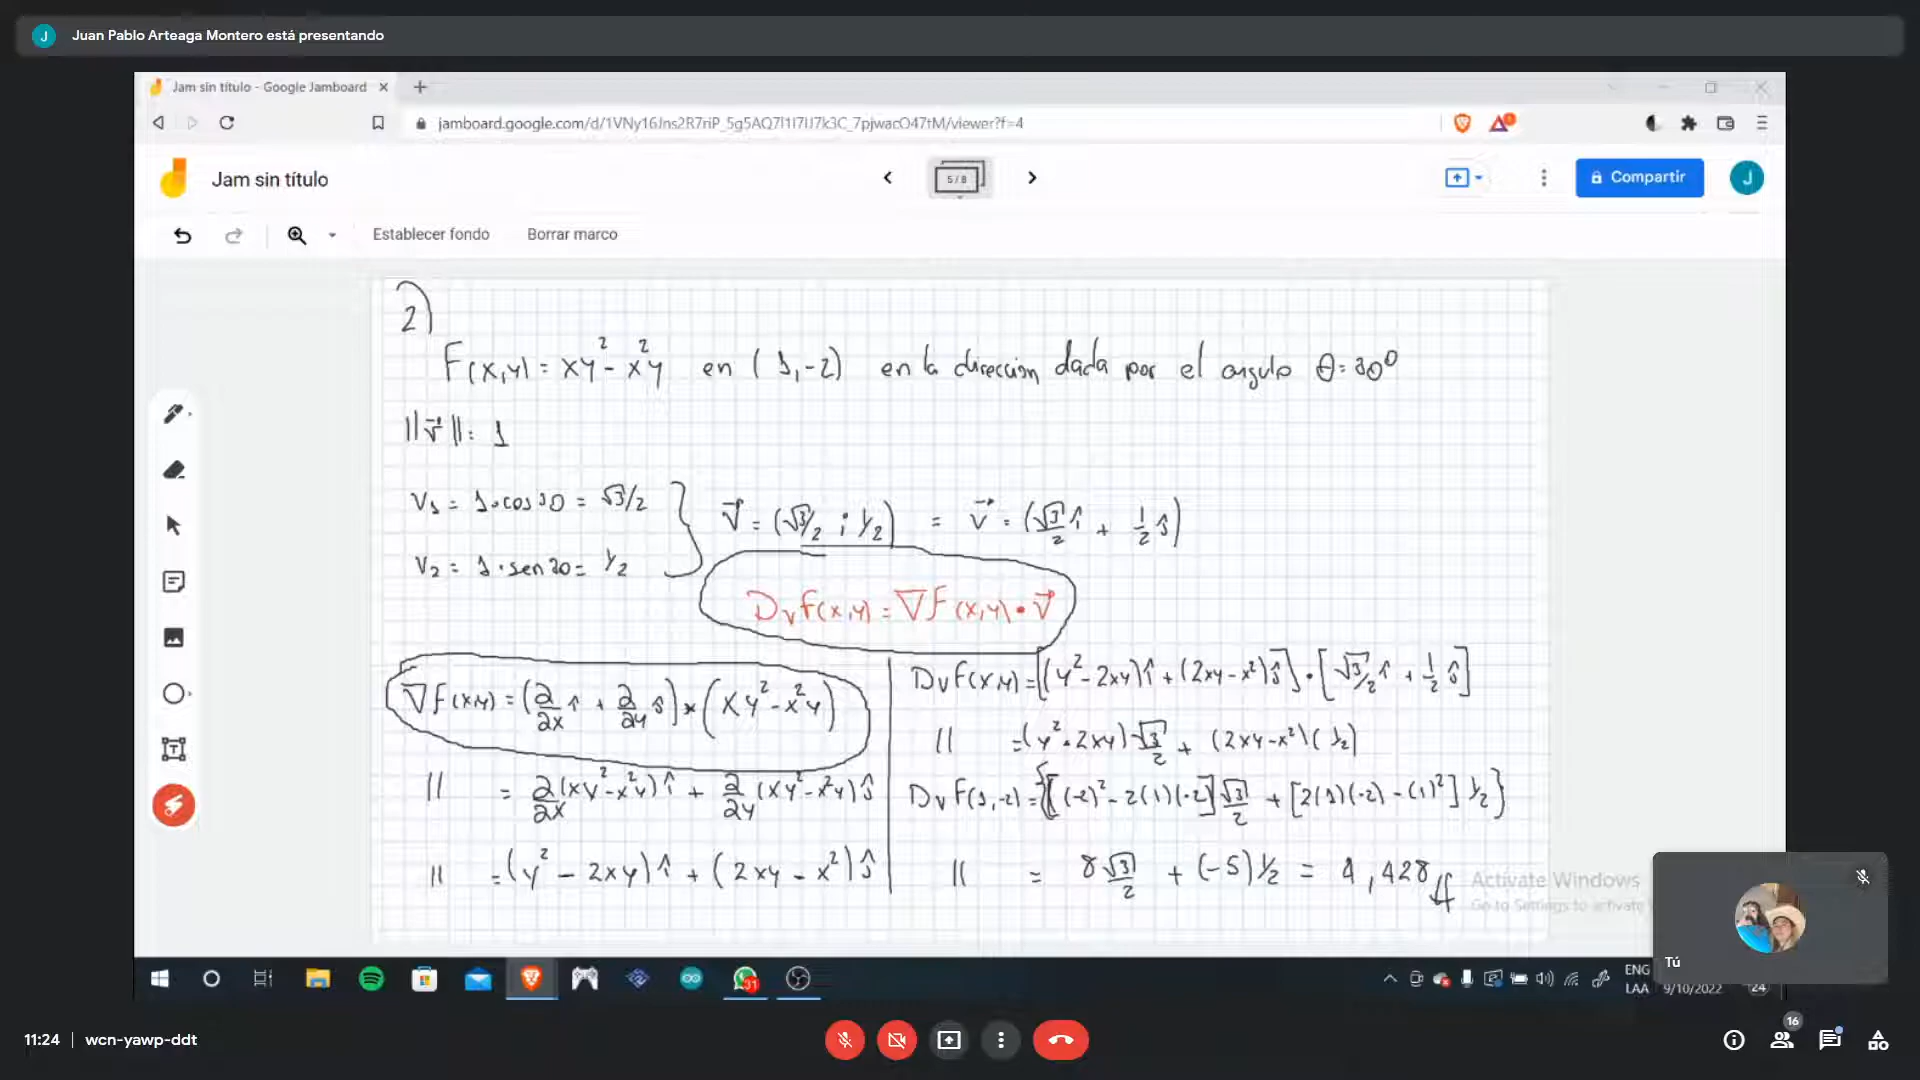 J Juan Pablo Arteaga Montero está presentando
Jam sin título - Google Jamboard
jamboard.google.com/d/1VNy16Jns2R7riP_5g5AQ7l1I7IJ7k3C_7pjwacO47tM/viewer?f=4
Jam sin título
5 / 8
Compartir
J
Establecer fondo Borrar marco
2)
F(x,y) = xy² - x²y en (1,-2) en la direccion dada por el angulo θ = 30°
||v⃗|| = 1
V₁ = 1·cos 30 = √3/2
V⃗ = (√3/2 ; 1/2) = v⃗ = (√3/2 î + 1/2 ĵ)
V₂ = 1·sen 30 = 1/2
Dv f(x,y) = ∇F(x,y) · v⃗
∇F(x,y) = (∂/∂x î + ∂/∂y ĵ) * (xy² - x²y)
|| = ∂/∂x (xy² - x²y) î + ∂/∂y (xy² - x²y) ĵ
|| = (y² - 2xy) î + (2xy - x²) ĵ
Dv F(x,y) = [(y² - 2xy) î + (2xy - x²) ĵ] · [√3/2 î + 1/2 ĵ]
|| = (y² - 2xy) √3/2 + (2xy - x²) (1/2)
Dv F(1,-2) = {[(-2)² - 2(1)(-2)] √3/2 + [2(1)(-2) - (1)²] 1/2}
|| = 8 √3/2 + (-5) 1/2 = 4,428
Activate Windows
Go to Settings to activate
Tú
31
ENG
LAA
9/10/2022
24
11:24 | wcn-yawp-ddt
16